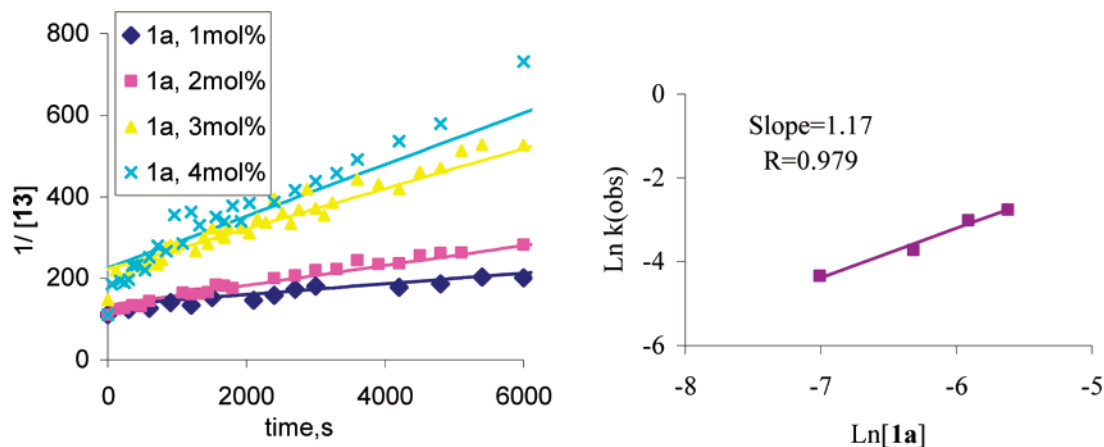 800
600
400
200
0
1/ [13]
1a, 1mol%
1a, 2mol%
1a, 3mol%
1a, 4mol%
0 2000 4000 6000
time,s
0
-2
-4
-6
Ln k(obs)
Slope=1.17
R=0.979
-8 -7 -6 -5
Ln[1a]